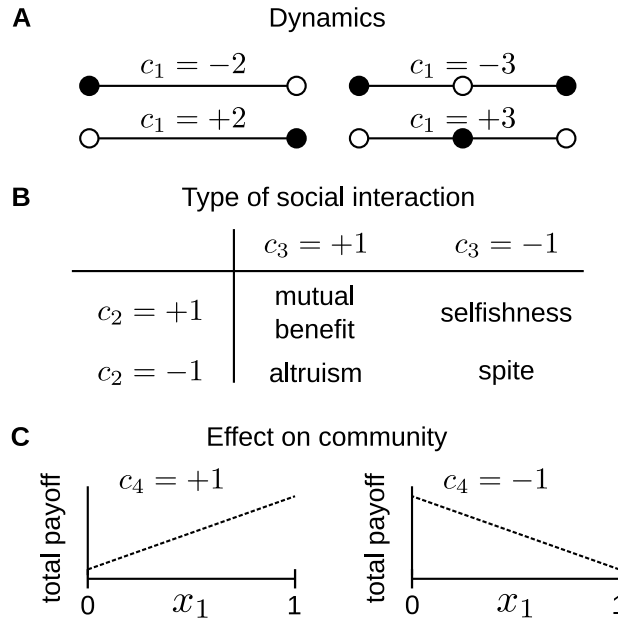 A Dynamics
c₁ = −2 c₁ = −3
c₁ = +2 c₁ = +3
B Type of social interaction
c₃ = +1 c₃ = −1
c₂ = +1 mutual benefit selfishness
c₂ = −1 altruism spite
C Effect on community
total payoff c₄ = +1 total payoff c₄ = −1
0 x₁ 1 0 x₁ 1